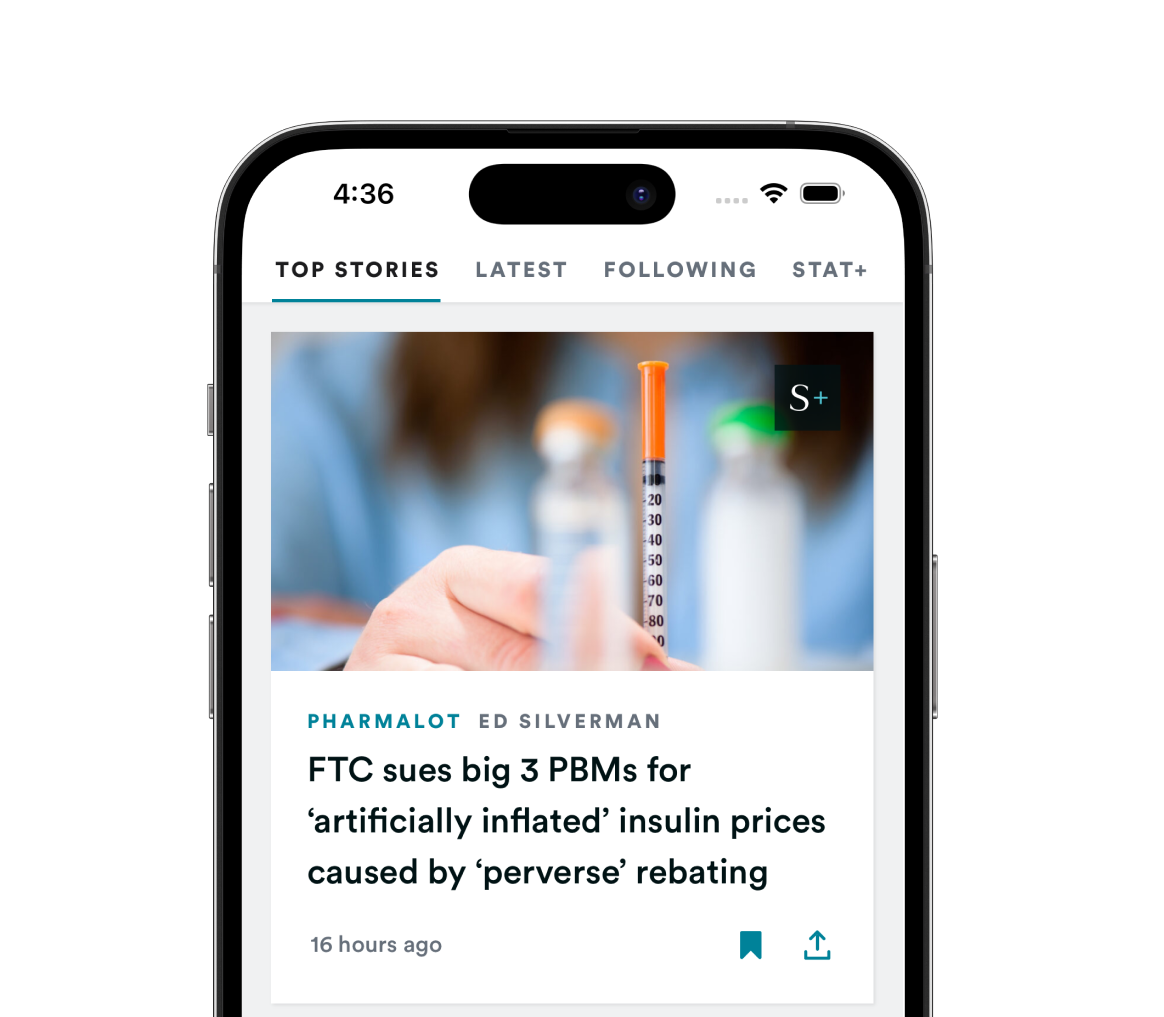 4:36
TOP STORIES LATEST FOLLOWING STAT+
S+
-20
-30
-40
-50
-60
-70
-80
PHARMALOT ED SILVERMAN
FTC sues big 3 PBMs for
‘artificially inflated’ insulin prices
caused by ‘perverse’ rebating
16 hours ago